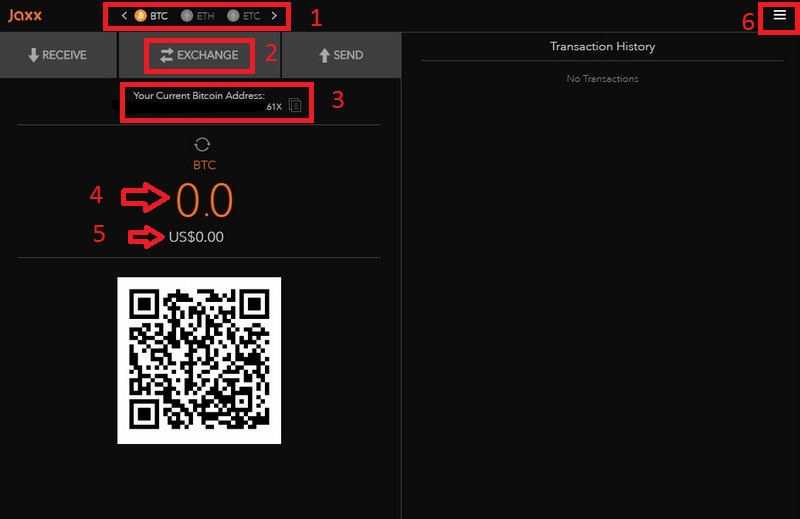 Jaxx
BTC ETH ETC
1
6
RECEIVE
EXCHANGE
2
SEND
Transaction History
No Transactions
Your Current Bitcoin Address:
61X
3
BTC
4
0.0
5
US$0.00